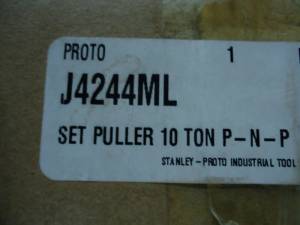 PROTO 1
J4244ML
SET PULLER 10 TON P-N-P
STANLEY-PROTO INDUSTRIAL TOOL